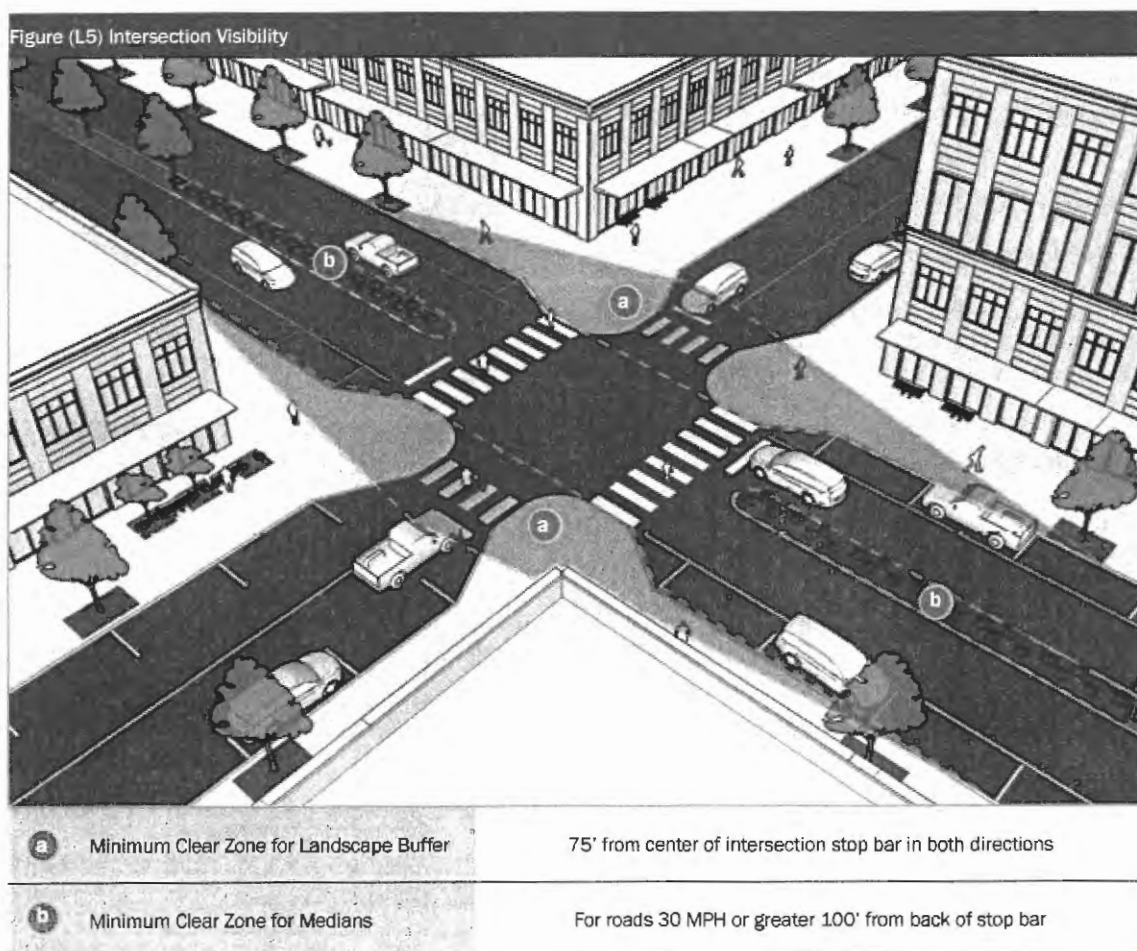 Figure (L5) Intersection Visibility
b
a
a
b
a Minimum Clear Zone for Landscape Buffer 75' from center of intersection stop bar in both directions
b Minimum Clear Zone for Medians For roads 30 MPH or greater 100' from back of stop bar